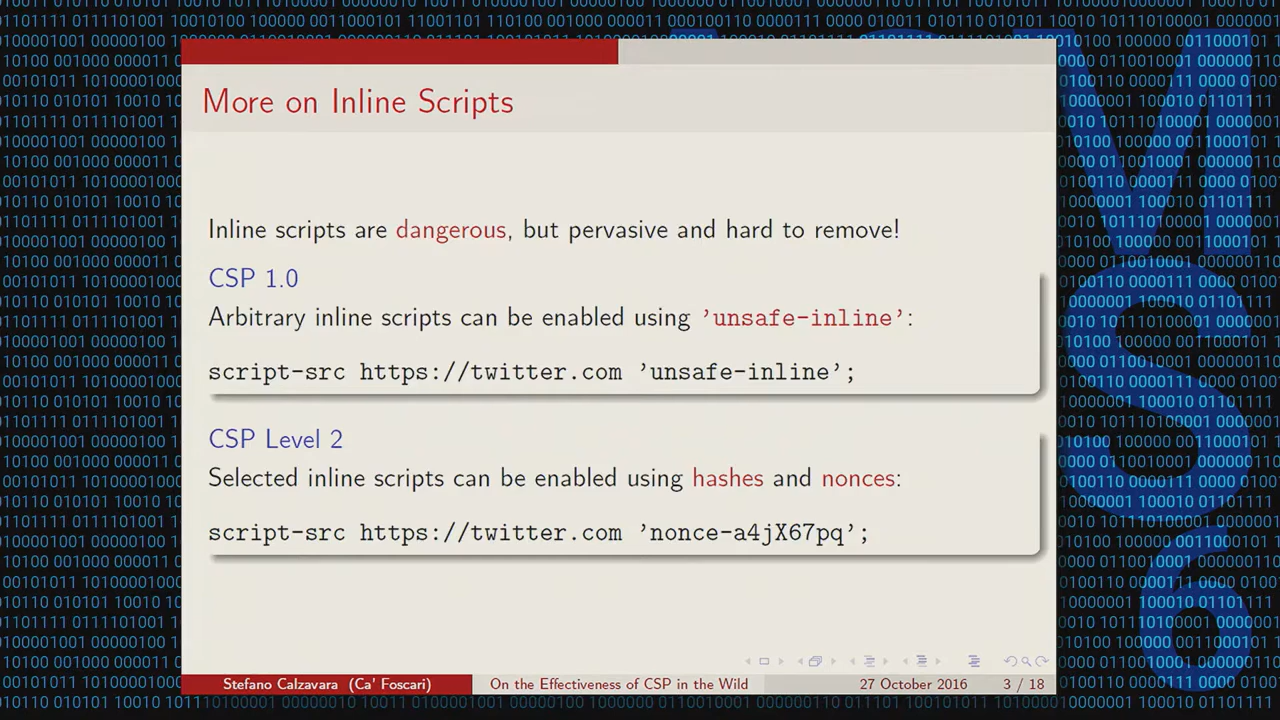 More on Inline Scripts
Inline scripts are dangerous, but pervasive and hard to remove!
CSP 1.0
Arbitrary inline scripts can be enabled using 'unsafe-inline':
script-src https://twitter.com 'unsafe-inline';
CSP Level 2
Selected inline scripts can be enabled using hashes and nonces:
script-src https://twitter.com 'nonce-a4jX67pq';
Stefano Calzavara (Ca' Foscari) On the Effectiveness of CSP in the Wild 27 October 2016 3 / 18